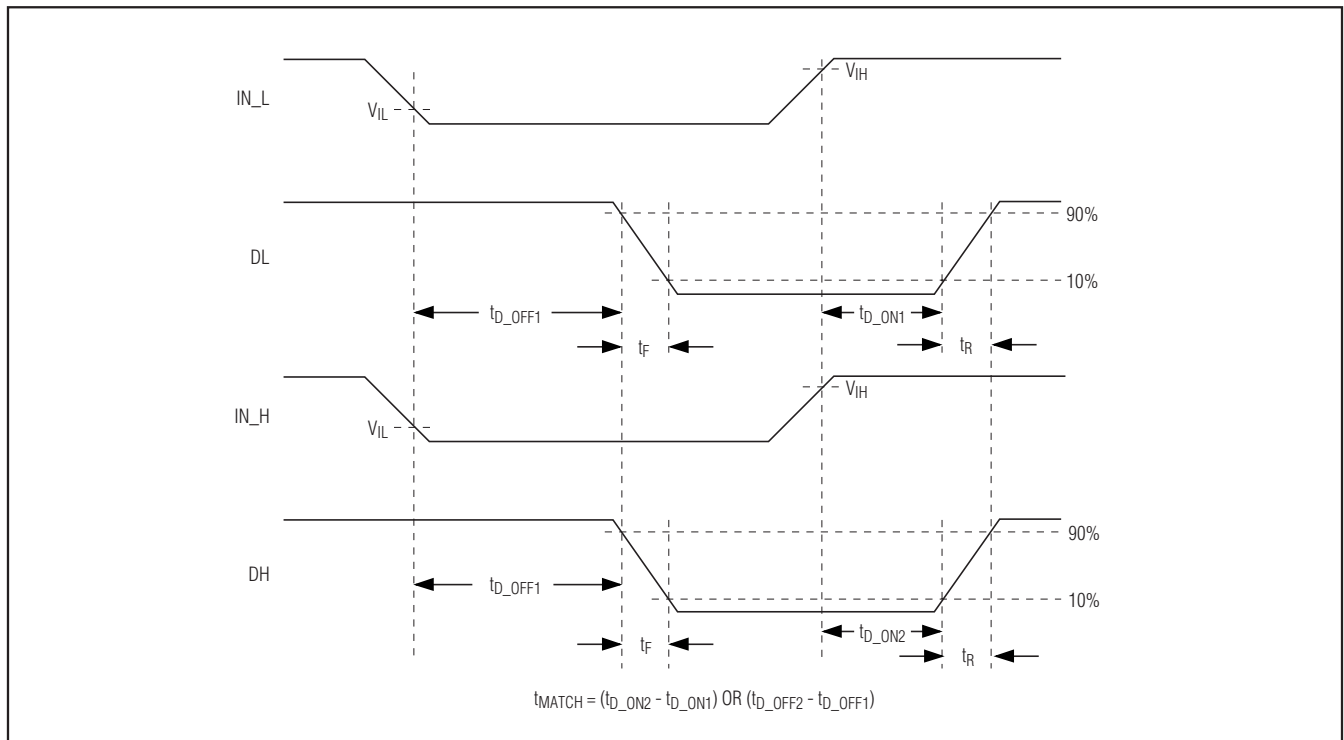 IN_L
VIL
VIH
DL
90%
10%
tD_OFF1
tD_ON1
tF
tR
IN_H
VIL
VIH
DH
90%
10%
tD_OFF1
tD_ON2
tF
tR
tMATCH = (tD_ON2 - tD_ON1) OR (tD_OFF2 - tD_OFF1)